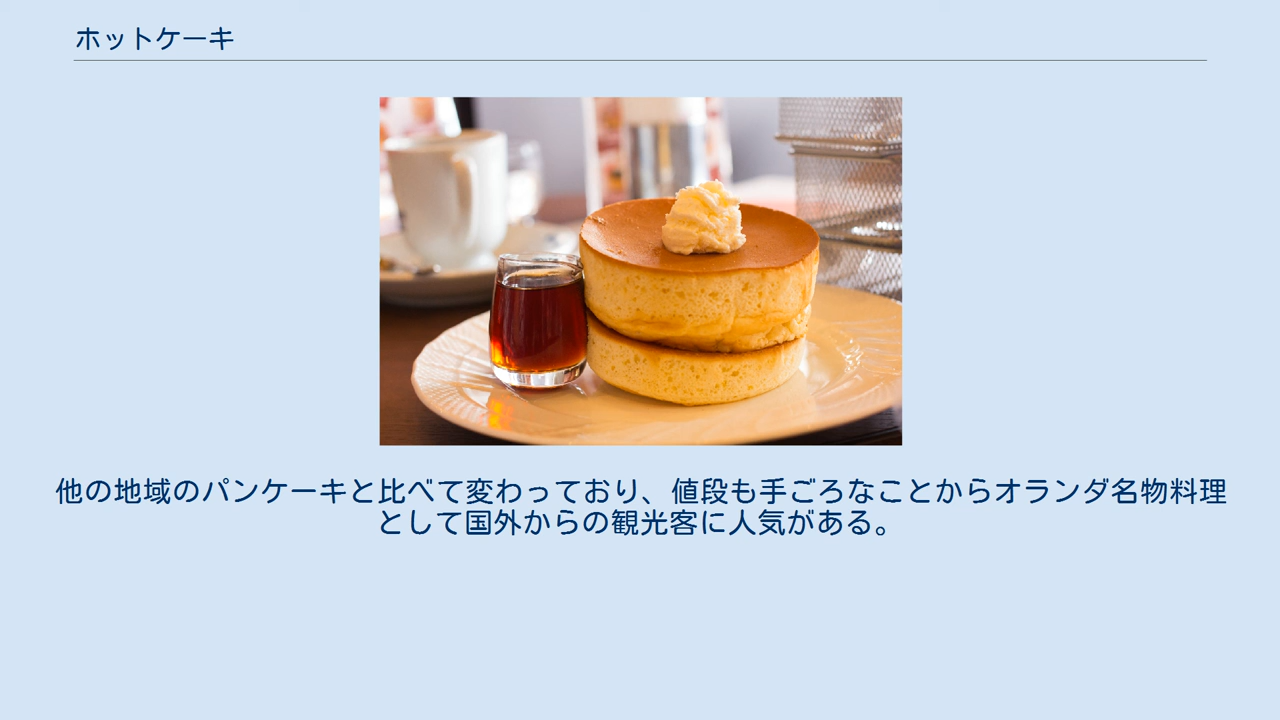 ホットケーキ
他の地域のパンケーキと比べて変わっており、値段も手ごろなことからオランダ名物料理
として国外からの観光客に人気がある。